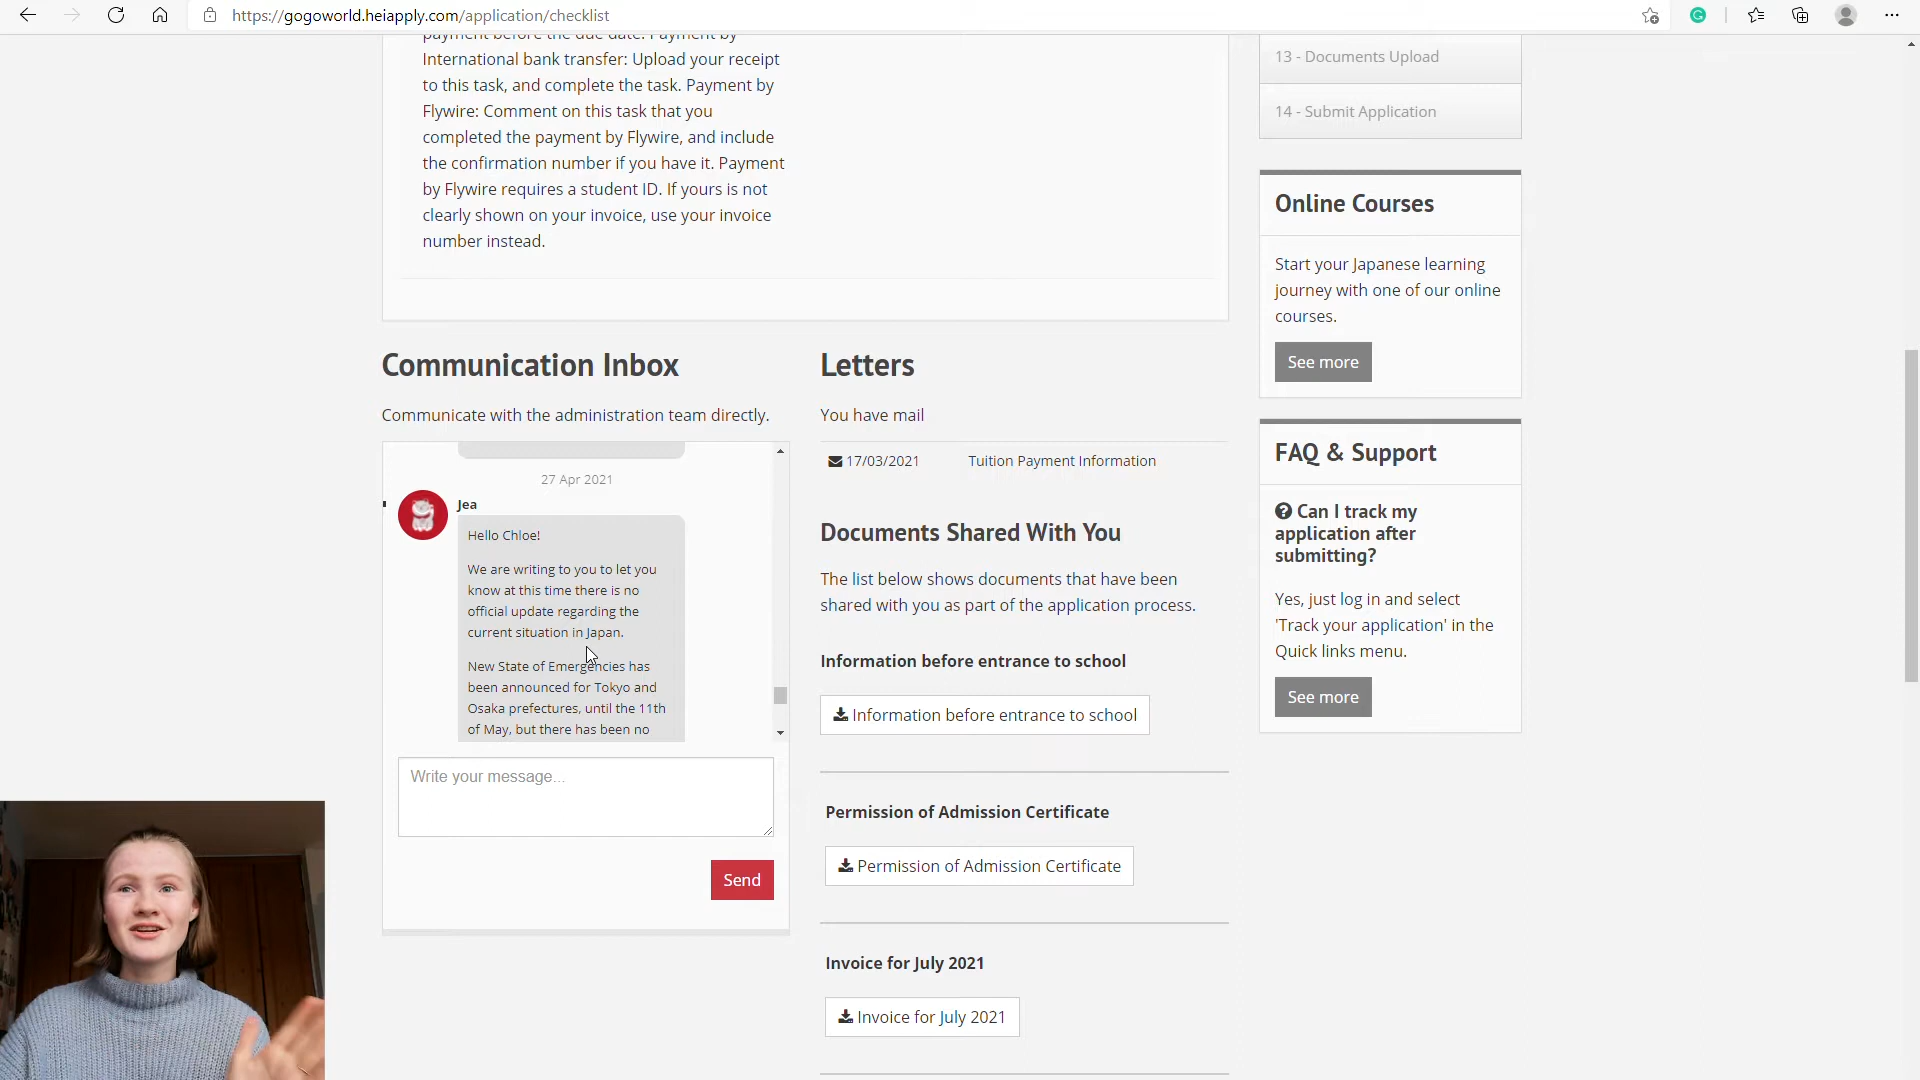 https://gogoworld.heiapply.com/application/checklist
payment before the due date. Payment by
International bank transfer: Upload your receipt
to this task, and complete the task. Payment by
Flywire: Comment on this task that you
completed the payment by Flywire, and include
the confirmation number if you have it. Payment
by Flywire requires a student ID. If yours is not
clearly shown on your invoice, use your invoice
number instead.
Communication Inbox
Communicate with the administration team directly.
27 Apr 2021
Jea
Hello Chloe!
We are writing to you to let you
know at this time there is no
official update regarding the
current situation in Japan.
New State of Emergencies has
been announced for Tokyo and
Osaka prefectures, until the 11th
of May, but there has been no
Write your message...
Send
Letters
You have mail
17/03/2021 Tuition Payment Information
Documents Shared With You
The list below shows documents that have been
shared with you as part of the application process.
Information before entrance to school
Information before entrance to school
Permission of Admission Certificate
Permission of Admission Certificate
Invoice for July 2021
Invoice for July 2021
13 - Documents Upload
14 - Submit Application
Online Courses
Start your Japanese learning
journey with one of our online
courses.
See more
FAQ & Support
Can I track my
application after
submitting?
Yes, just log in and select
'Track your application' in the
Quick links menu.
See more